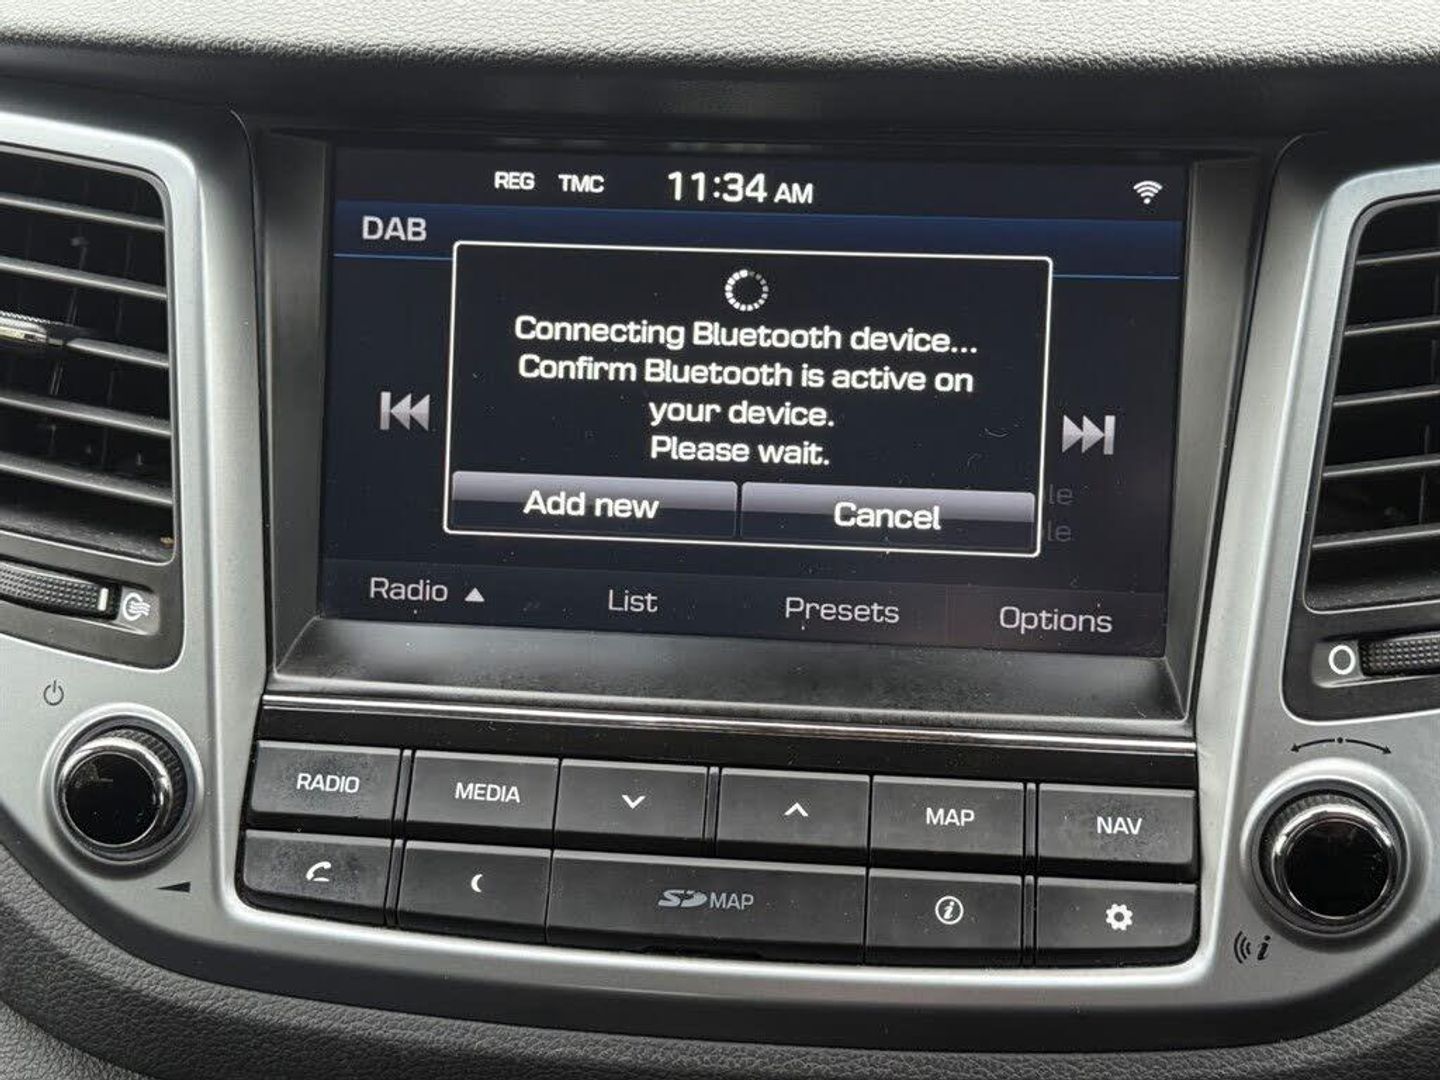 REG TMC 11:34 AM
DAB
Connecting Bluetooth device...
Confirm Bluetooth is active on
your device.
Please wait.
Add new Cancel
Radio List Presets Options
RADIO MEDIA MAP NAV
SD MAP